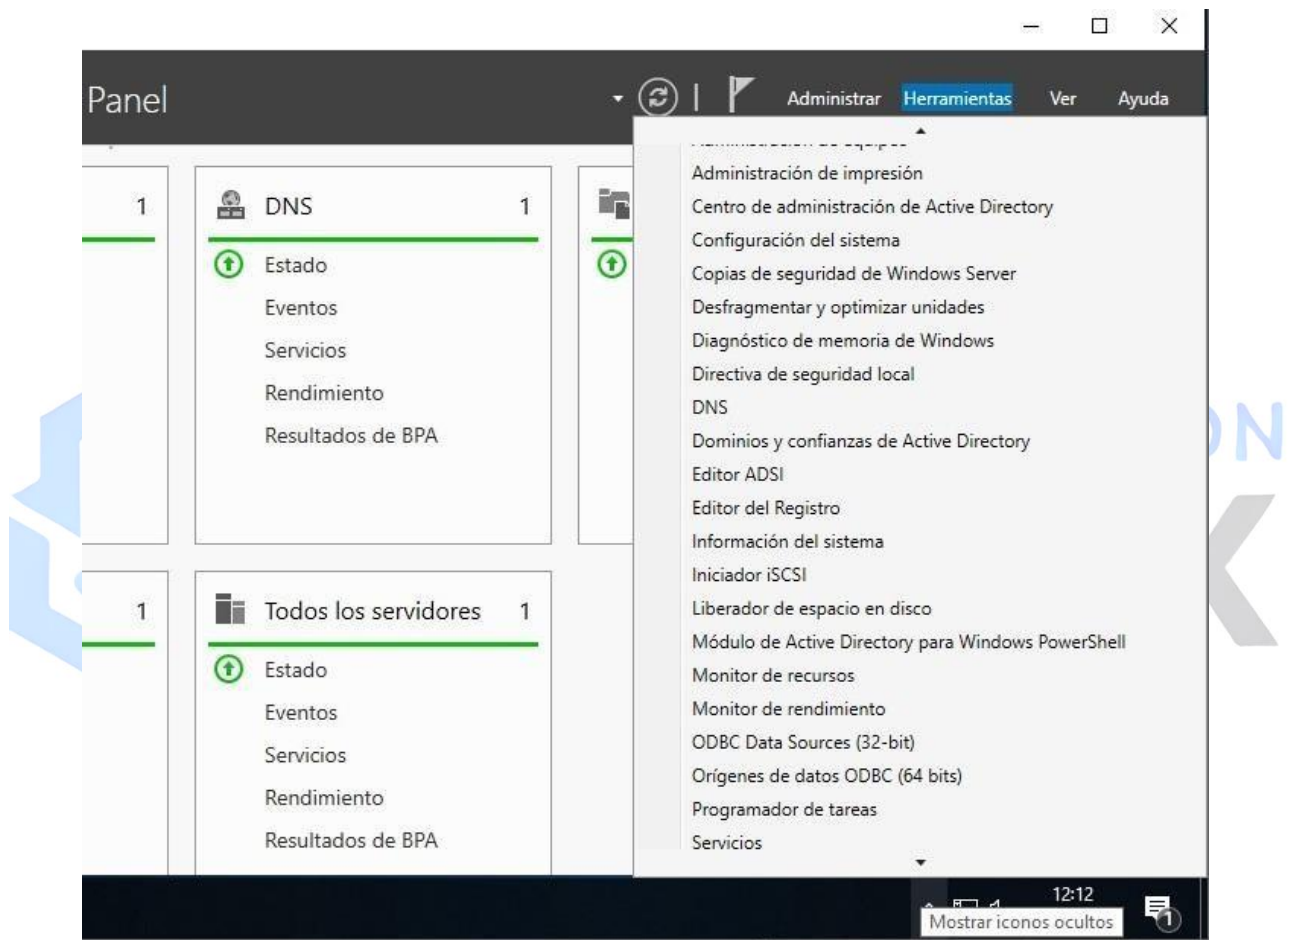 Panel
Administrar
Herramientas
Ver
Ayuda
1
DNS 1
Estado
Eventos
Servicios
Rendimiento
Resultados de BPA
1
Todos los servidores 1
Estado
Eventos
Servicios
Rendimiento
Resultados de BPA
Administración de equipos
Administración de impresión
Centro de administración de Active Directory
Configuración del sistema
Copias de seguridad de Windows Server
Desfragmentar y optimizar unidades
Diagnóstico de memoria de Windows
Directiva de seguridad local
DNS
Dominios y confianzas de Active Directory
Editor ADSI
Editor del Registro
Información del sistema
Iniciador iSCSI
Liberador de espacio en disco
Módulo de Active Directory para Windows PowerShell
Monitor de recursos
Monitor de rendimiento
ODBC Data Sources (32-bit)
Orígenes de datos ODBC (64 bits)
Programador de tareas
Servicios
12:12
Mostrar iconos ocultos
1